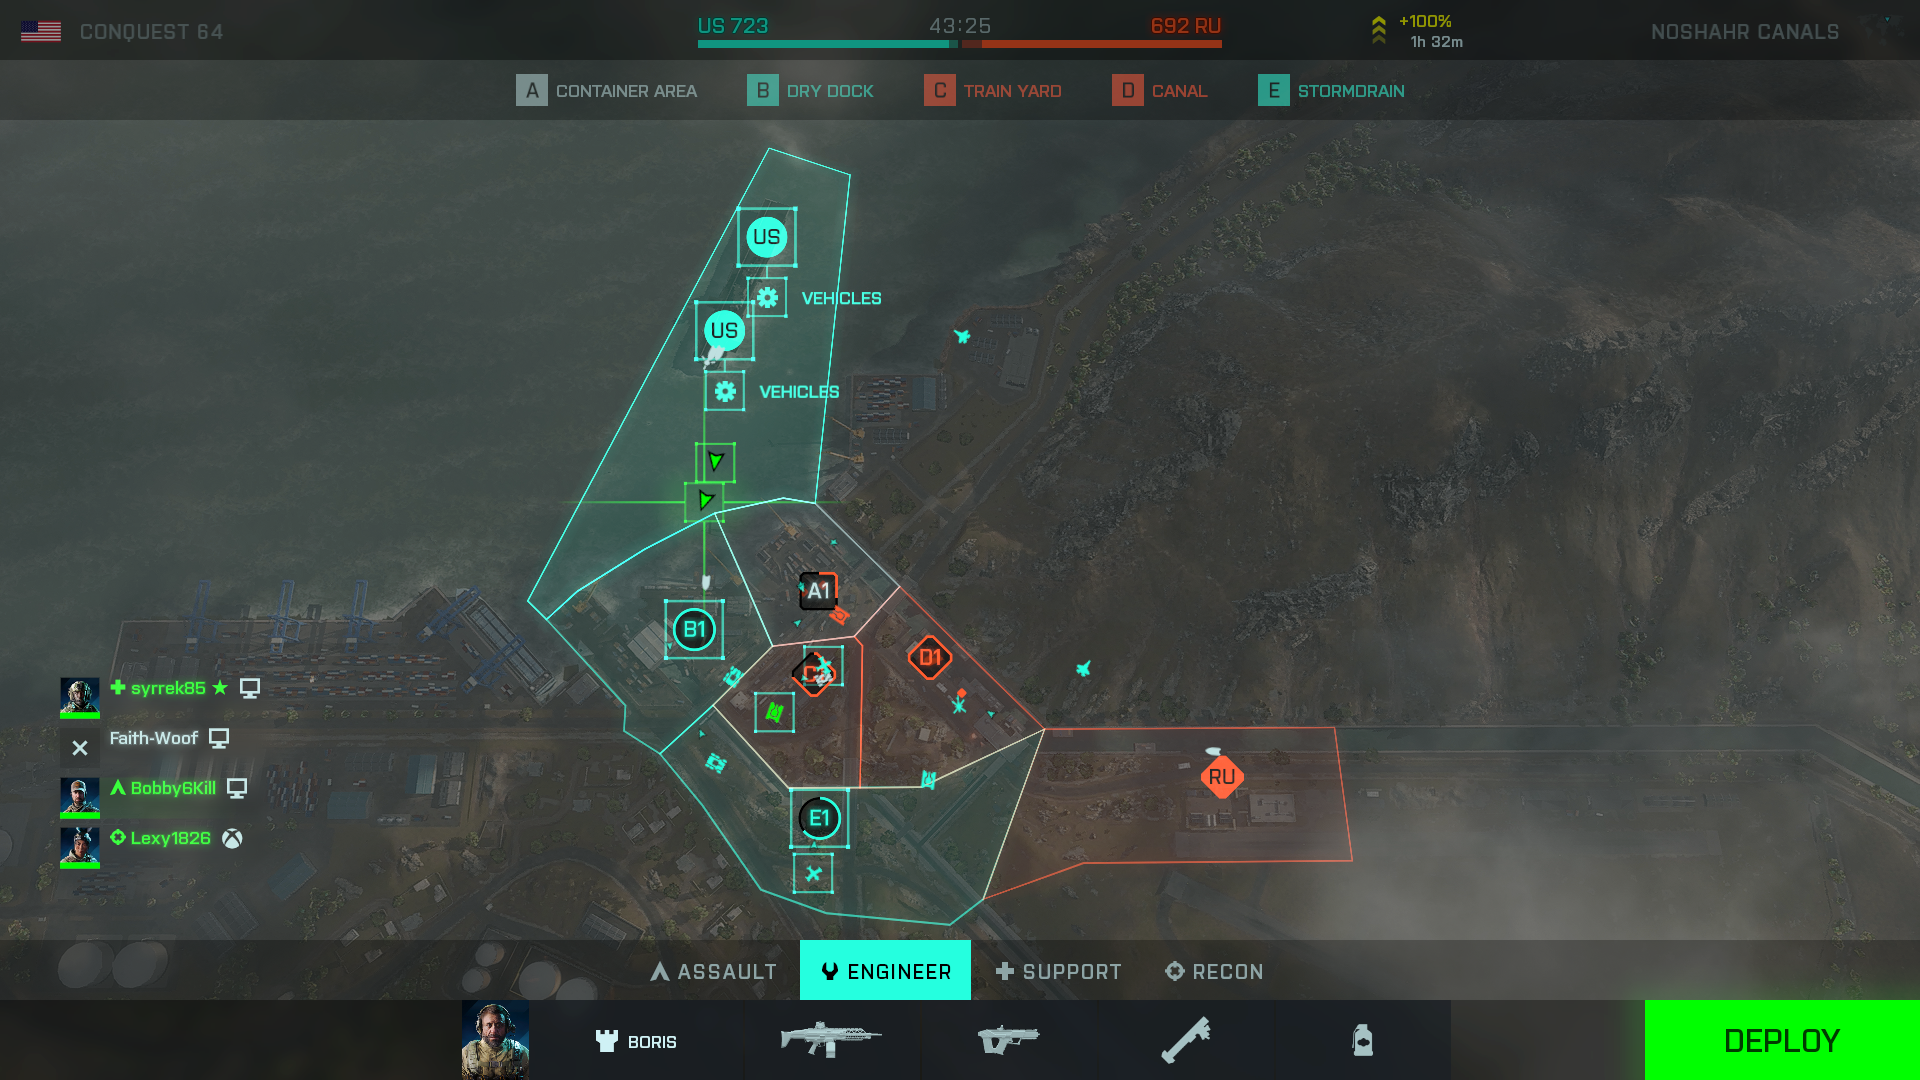 CONQUEST 64
US 723
43:25
692 RU
+100%
1h 32m
NOSHAHR CANALS
A CONTAINER AREA
B DRY DOCK
C TRAIN YARD
D CANAL
E STORMDRAIN
US
VEHICLES
US
VEHICLES
A1
B1
D1
RU
E1
syrrek85
Faith-Woof
Bobby6Kill
Lexy1826
ASSAULT
ENGINEER
SUPPORT
RECON
BORIS
DEPLOY